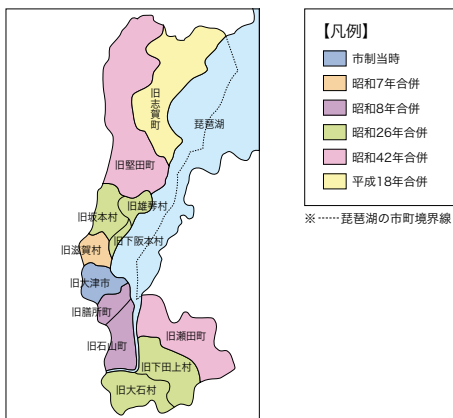 旧志賀町
琵琶湖
旧堅田町
旧雄琴村
旧坂本村
旧下阪本村
旧滋賀村
旧大津市
旧膳所町
旧石山町
旧瀬田町
旧下田上村
旧大石村
【凡例】
市制当時
昭和7年合併
昭和8年合併
昭和26年合併
昭和42年合併
平成18年合併
※┈┈琵琶湖の市町境界線